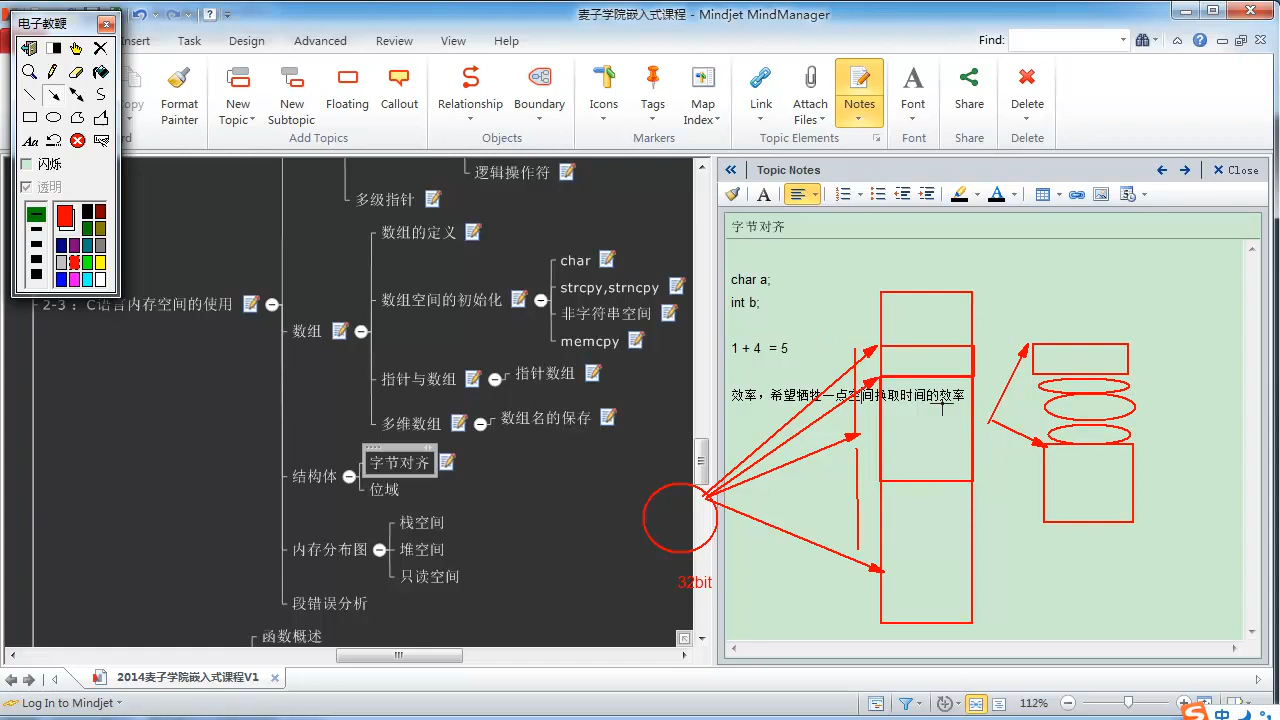 麦子学院嵌入式课程 - Mindjet MindManager
电子教鞭
Insert Task Design Advanced Review View Help
Find:
Copy
Format Painter
New Topic
New Subtopic
Floating
Callout
Relationship
Boundary
Icons
Tags
Map Index
Link
Attach Files
Notes
Font
Share
Delete
Add Topics
Objects
Markers
Topic Elements
Font
Share
Delete
闪烁
透明
逻辑操作符
多级指针
数组的定义
char
数组空间的初始化
strcpy,strncpy
非字符串空间
2-3 : C语言内存空间的使用
数组
memcpy
指针与数组
指针数组
多维数组
数组名的保存
字节对齐
结构体
位域
栈空间
内存分布图
堆空间
只读空间
段错误分析
函数概述
Topic Notes
Close
字节对齐
char a;
int b;
1 + 4 = 5
效率，希望牺牲一点空间换取时间的效率
32bit
2014麦子学院嵌入式课程V1
Log In to Mindjet
112%
中